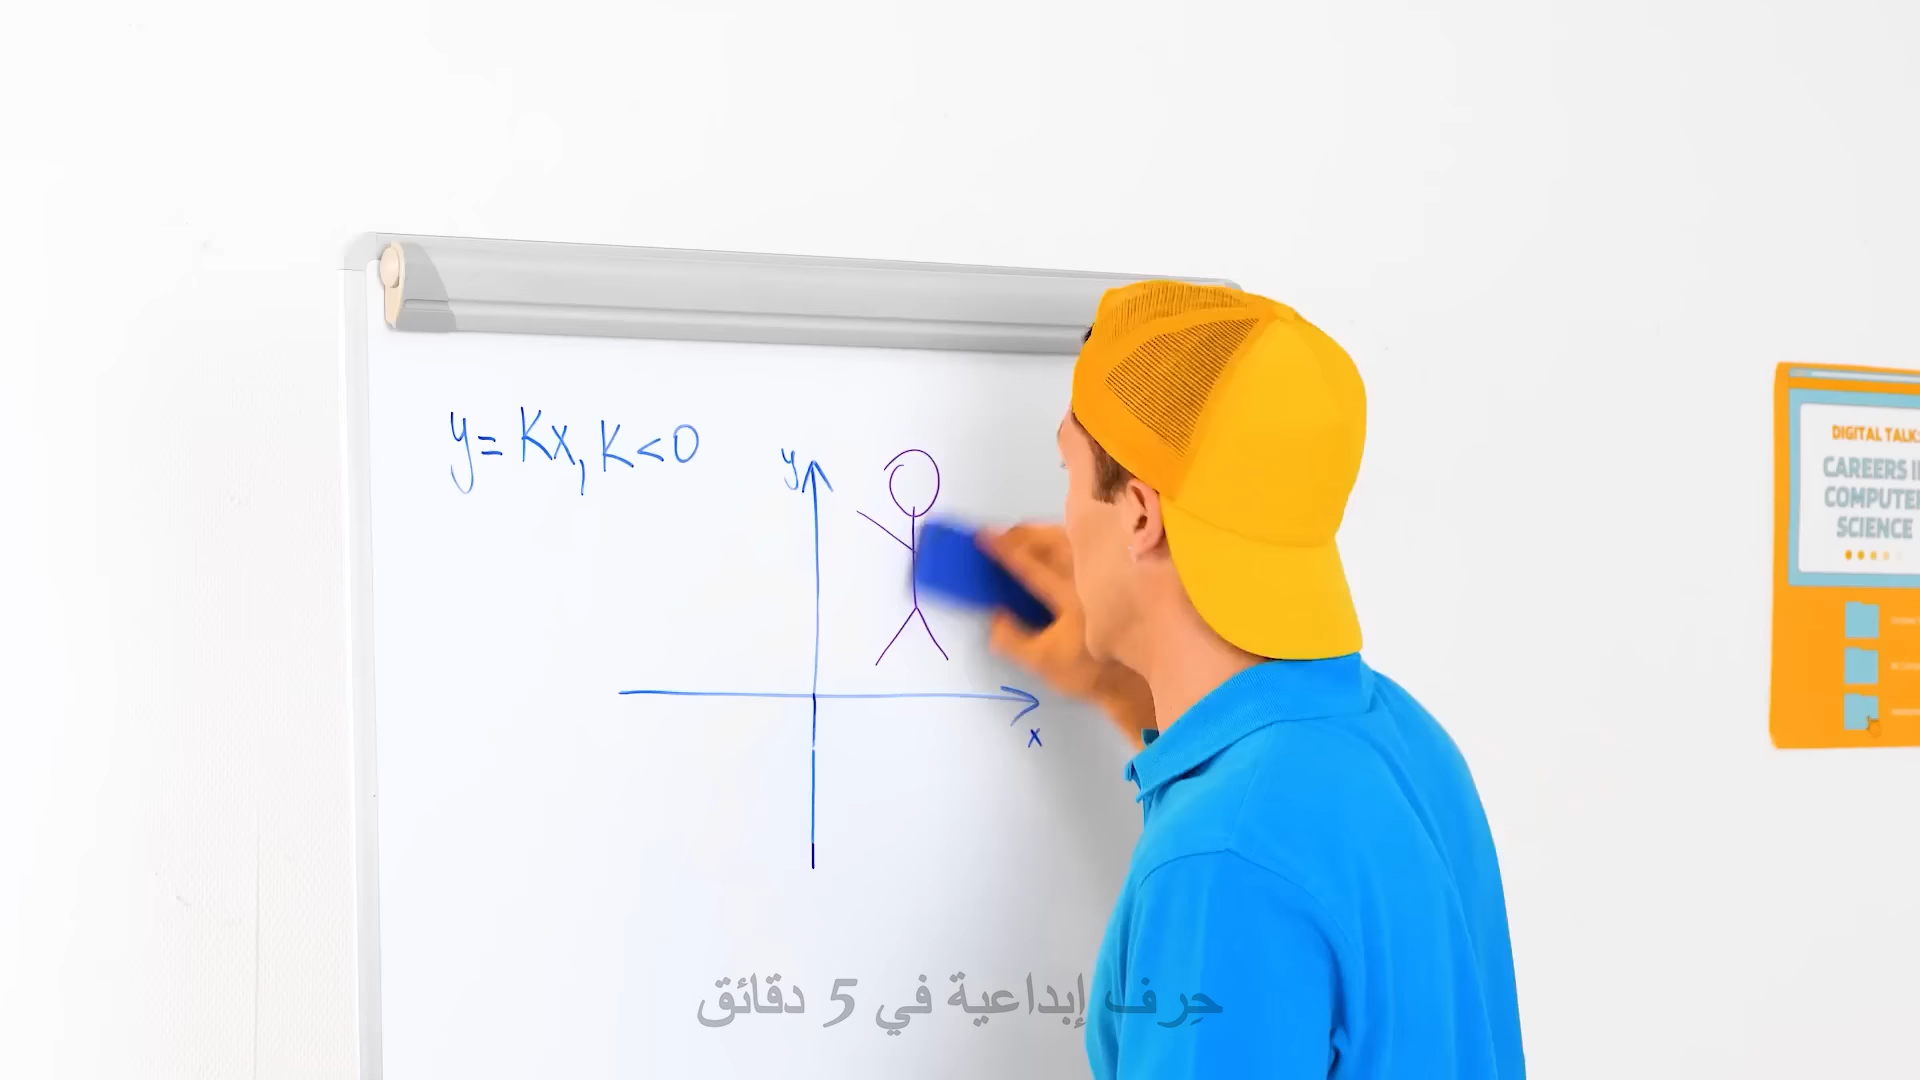 y = Kx, K < 0
y
x
DIGITAL TALK:
CAREERS I
COMPUTE
SCIENCE
حِرف إبداعية في 5 دقائق